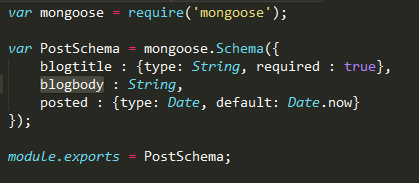 var mongoose = require('mongoose');
var PostSchema = mongoose.Schema({
    blogtitle : {type: String, required : true},
    blogbody : String,
    posted : {type: Date, default: Date.now}
});
module.exports = PostSchema;